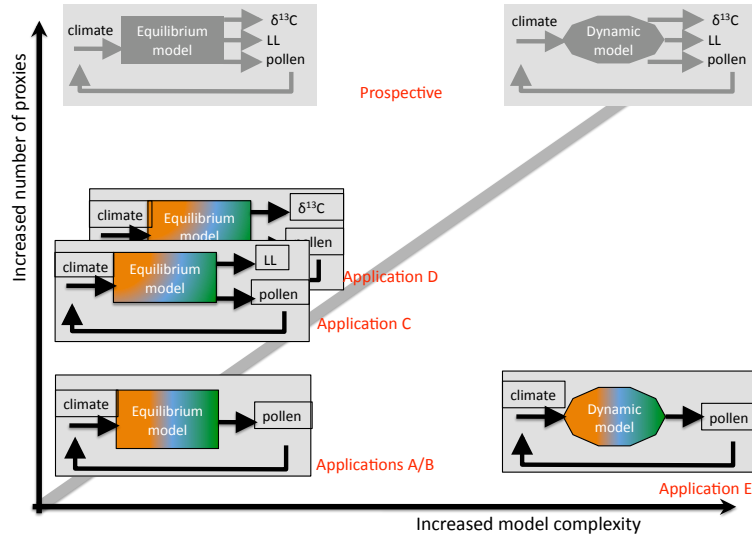 climate
Equilibrium
model
δ¹³C
LL
pollen
climate
Dynamic
model
δ¹³C
LL
pollen
Prospective
Increased number of proxies
climate
Equilibrium
model
δ¹³C
pollen
Application D
climate
Equilibrium
model
LL
pollen
Application C
climate
Equilibrium
model
pollen
Applications A/B
climate
Dynamic
model
pollen
Application E
Increased model complexity